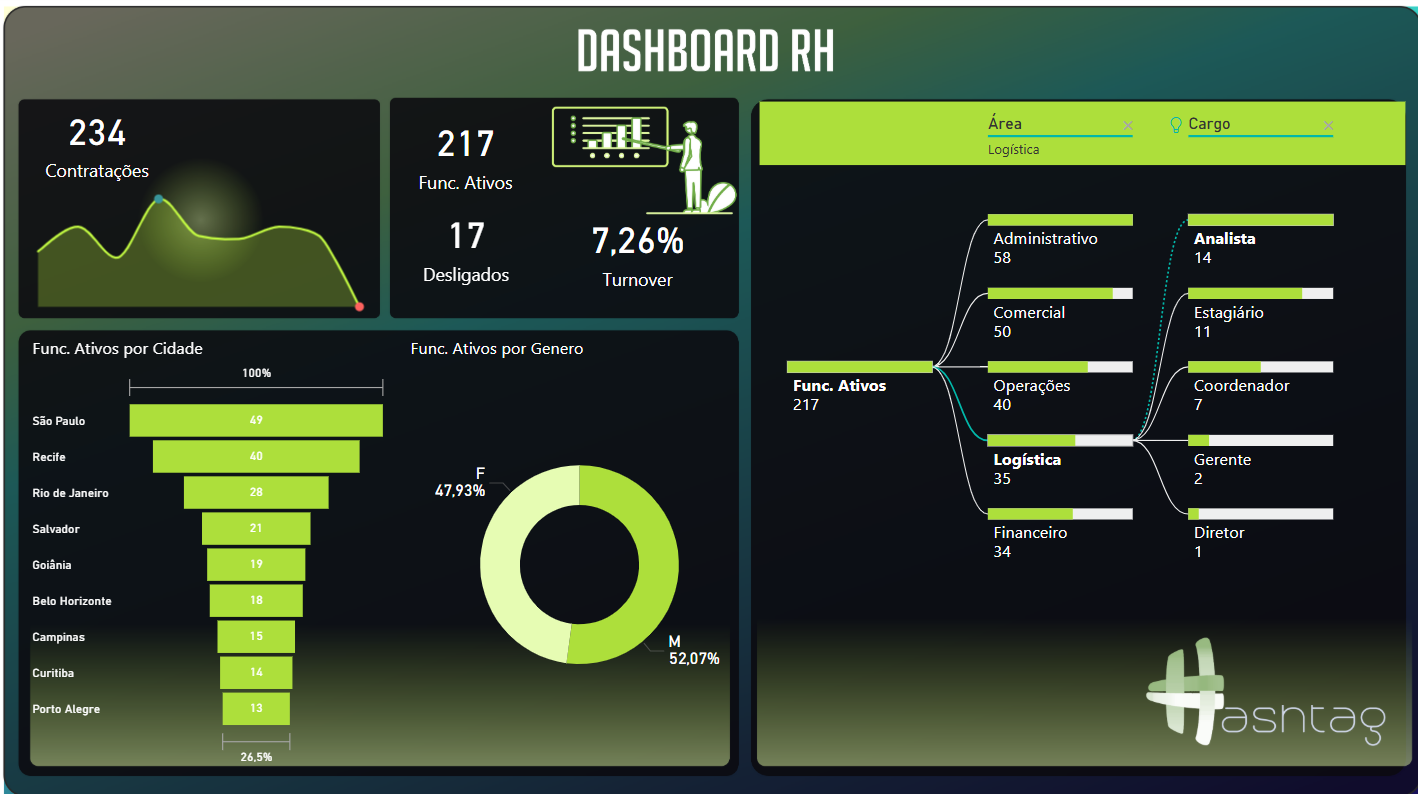 DASHBOARD RH
234
Contratações
217
Func. Ativos
17
Desligados
7,26%
Turnover
Func. Ativos por Cidade
100%
São Paulo 49
Recife 40
Rio de Janeiro 28
Salvador 21
Goiânia 19
Belo Horizonte 18
Campinas 15
Curitiba 14
Porto Alegre 13
26,5%
Func. Ativos por Genero
F
47,93%
M
52,07%
Área
Logística
Cargo
Func. Ativos
217
Administrativo
58
Comercial
50
Operações
40
Logística
35
Financeiro
34
Analista
14
Estagiário
11
Coordenador
7
Gerente
2
Diretor
1
Hashtag